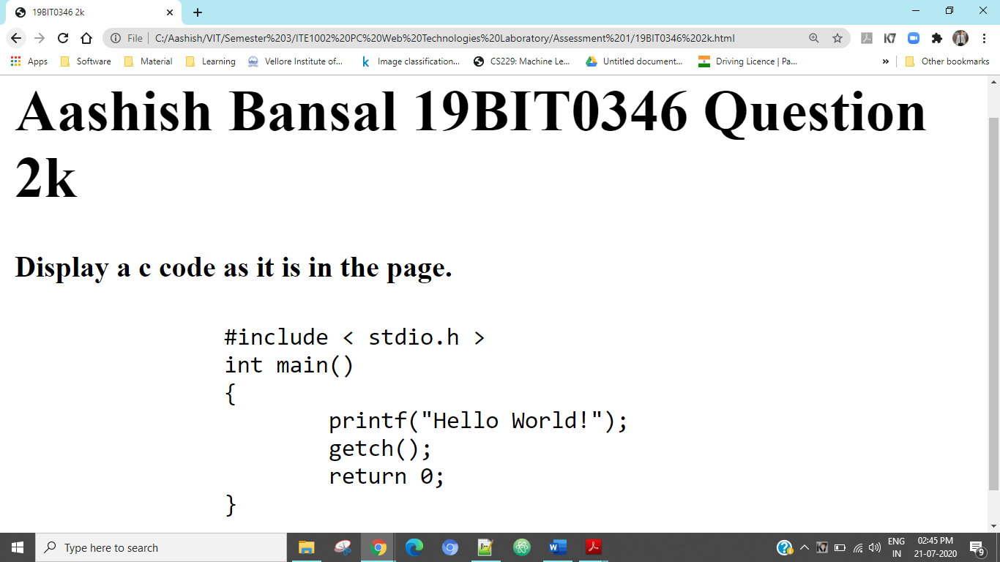 19BIT0346 2k
File | C:/Aashish/VIT/Semester%203/ITE1002%20PC%20Web%20Technologies%20Laboratory/Assessment%201/19BIT0346%202k.html
Apps Software Material Learning Vellore Institute of... k Image classification... CS229: Machine Le... Untitled document... Driving Licence | Pa... » Other bookmarks
Aashish Bansal 19BIT0346 Question
2k
Display a c code as it is in the page.
#include < stdio.h >
int main()
{
printf("Hello World!");
getch();
return 0;
}
Type here to search
ENG 02:45 PM
IN 21-07-2020 9